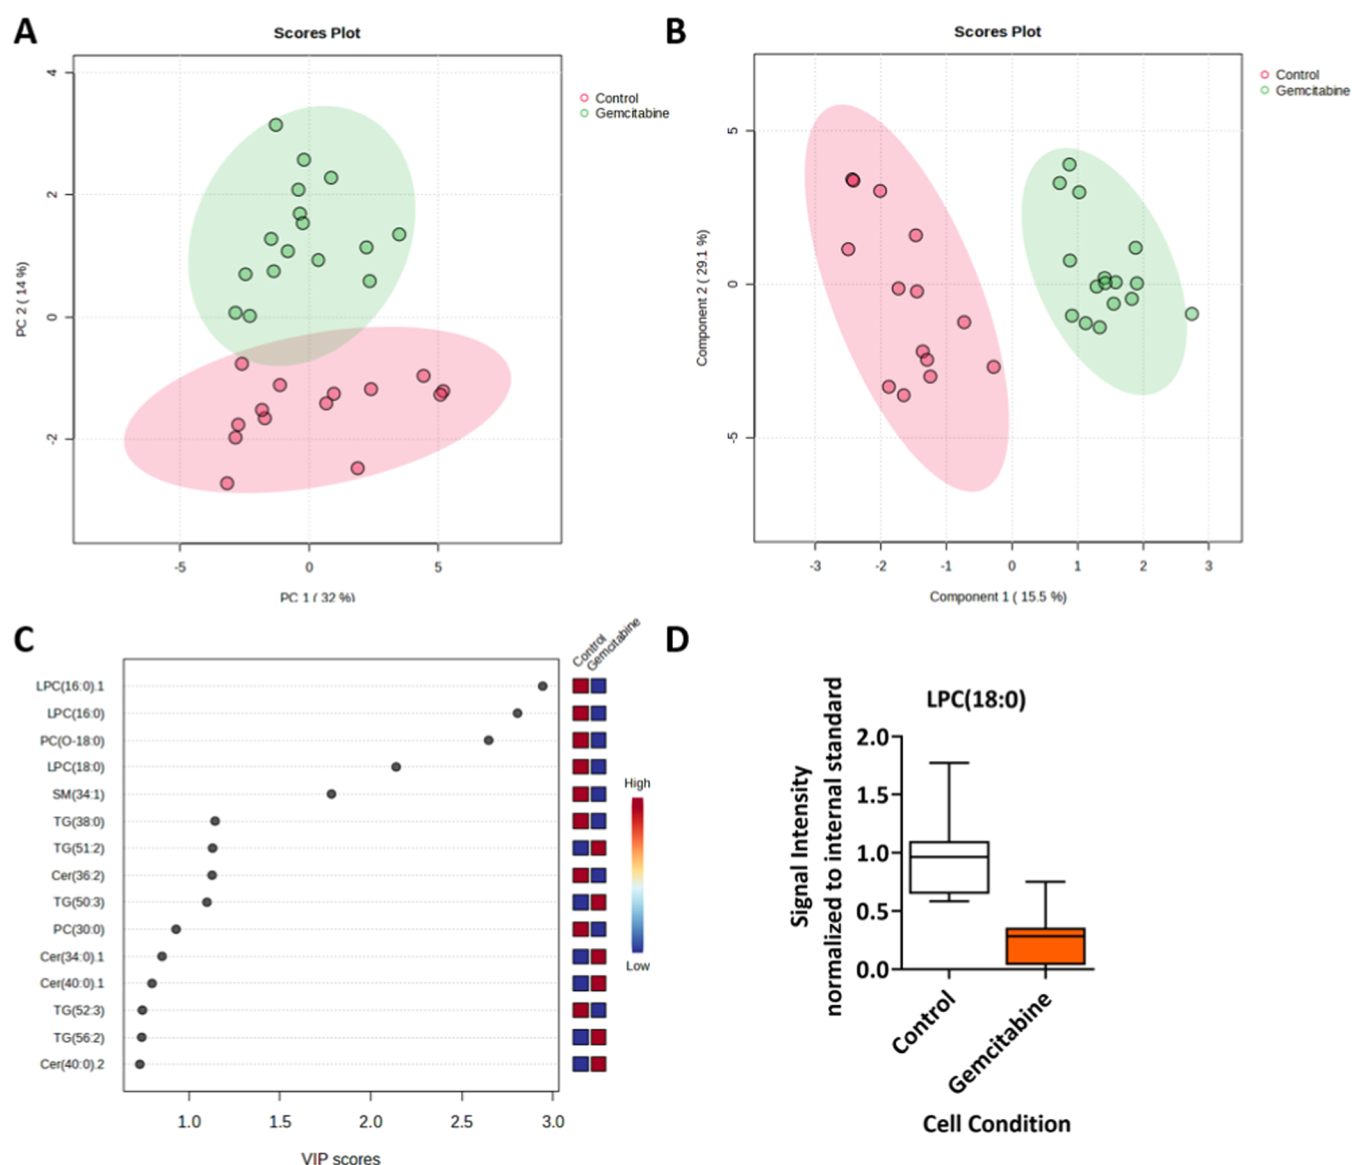 A
Scores Plot
PC 2 ( 14 %)
4
2
0
-2
-5
0
5
PC 1 ( 32 %)
Control
Gemcitabine
B
Scores Plot
Component 2 ( 29.1 %)
5
0
-5
-3
-2
-1
0
1
2
3
Component 1 ( 15.5 %)
Control
Gemcitabine
C
Control
Gemcitabine
LPC(16:0).1
LPC(16:0)
PC(O-18:0)
LPC(18:0)
SM(34:1)
TG(38:0)
TG(51:2)
Cer(36:2)
TG(50:3)
PC(30:0)
Cer(34:0).1
Cer(40:0).1
TG(52:3)
TG(56:2)
Cer(40:0).2
1.0
1.5
2.0
2.5
3.0
VIP scores
High
Low
D
LPC(18:0)
Signal Intensity
normalized to internal standard
2.0
1.5
1.0
0.5
0.0
Control
Gemcitabine
Cell Condition